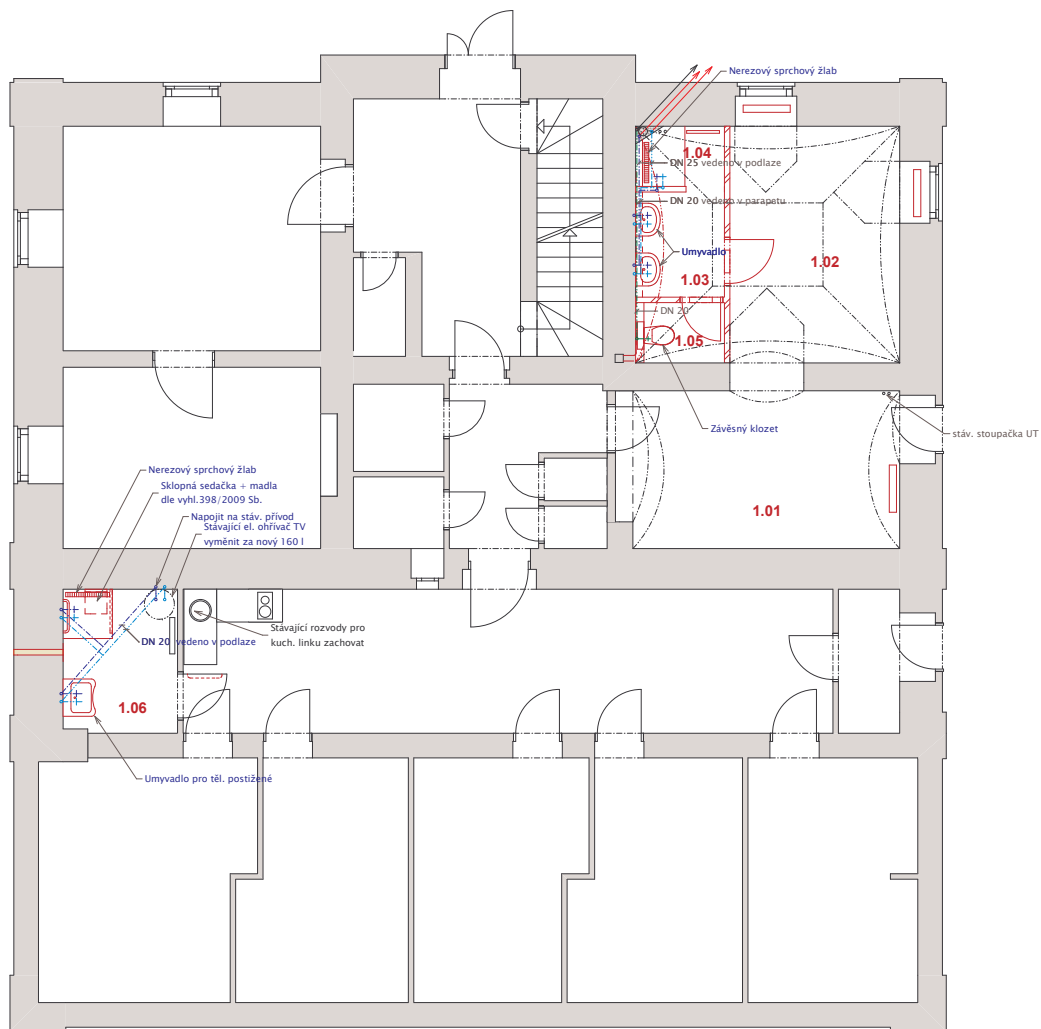 Nerezový sprchový žlab
1.04
DN 25 vedeno v podlaze
DN 20 vedeno v parapetu
Umyvadlo
1.03
1.02
DN 20
1.05
Závěsný klozet
stáv. stoupačka UT
1.01
Nerezový sprchový žlab
Sklopná sedačka + madla
dle vyhl.398/2009 Sb.
Napojit na stáv. přívod
Stávající el. ohřívač TV
vyměnit za nový 160 l
DN 20 vedeno v podlaze
Stávající rozvody pro
kuch. linku zachovat
1.06
Umyvadlo pro těl. postižené